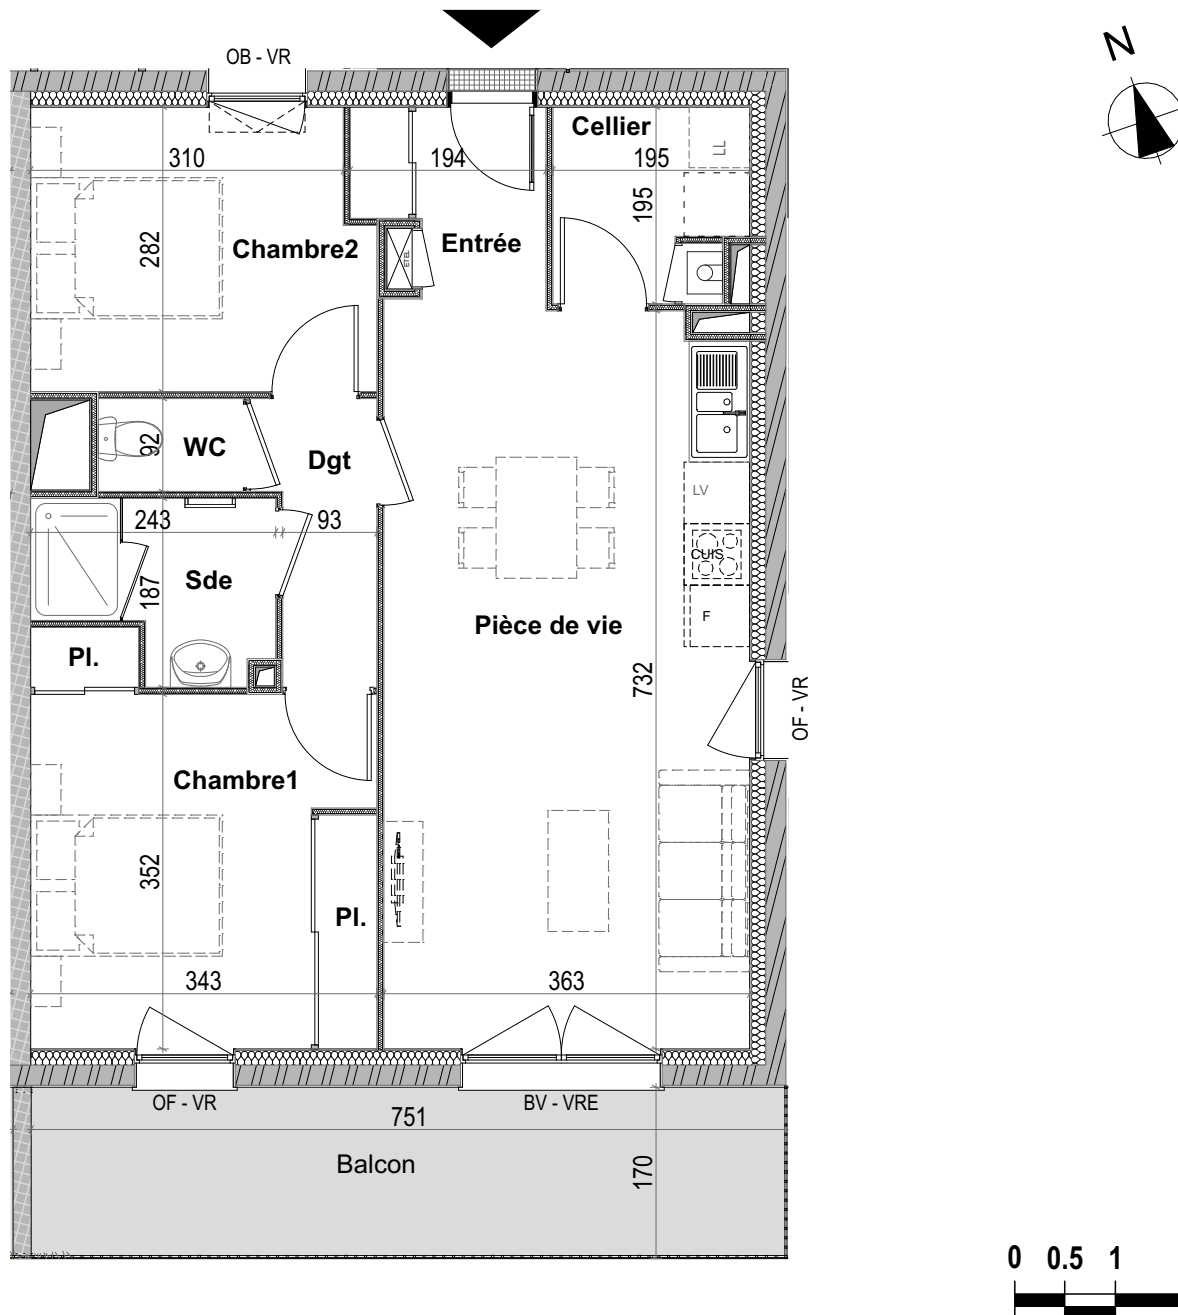 OB - VR
N
Cellier
LL
310
194
195
195
282
Chambre2
Entrée
ETEL
92
WC
Dgt
LV
243
93
CUIS
187
Sde
F
Pièce de vie
Pl.
732
OF - VR
Chambre1
352
Pl.
343
363
OF - VR
BV - VRE
751
Balcon
170
0 0.5 1